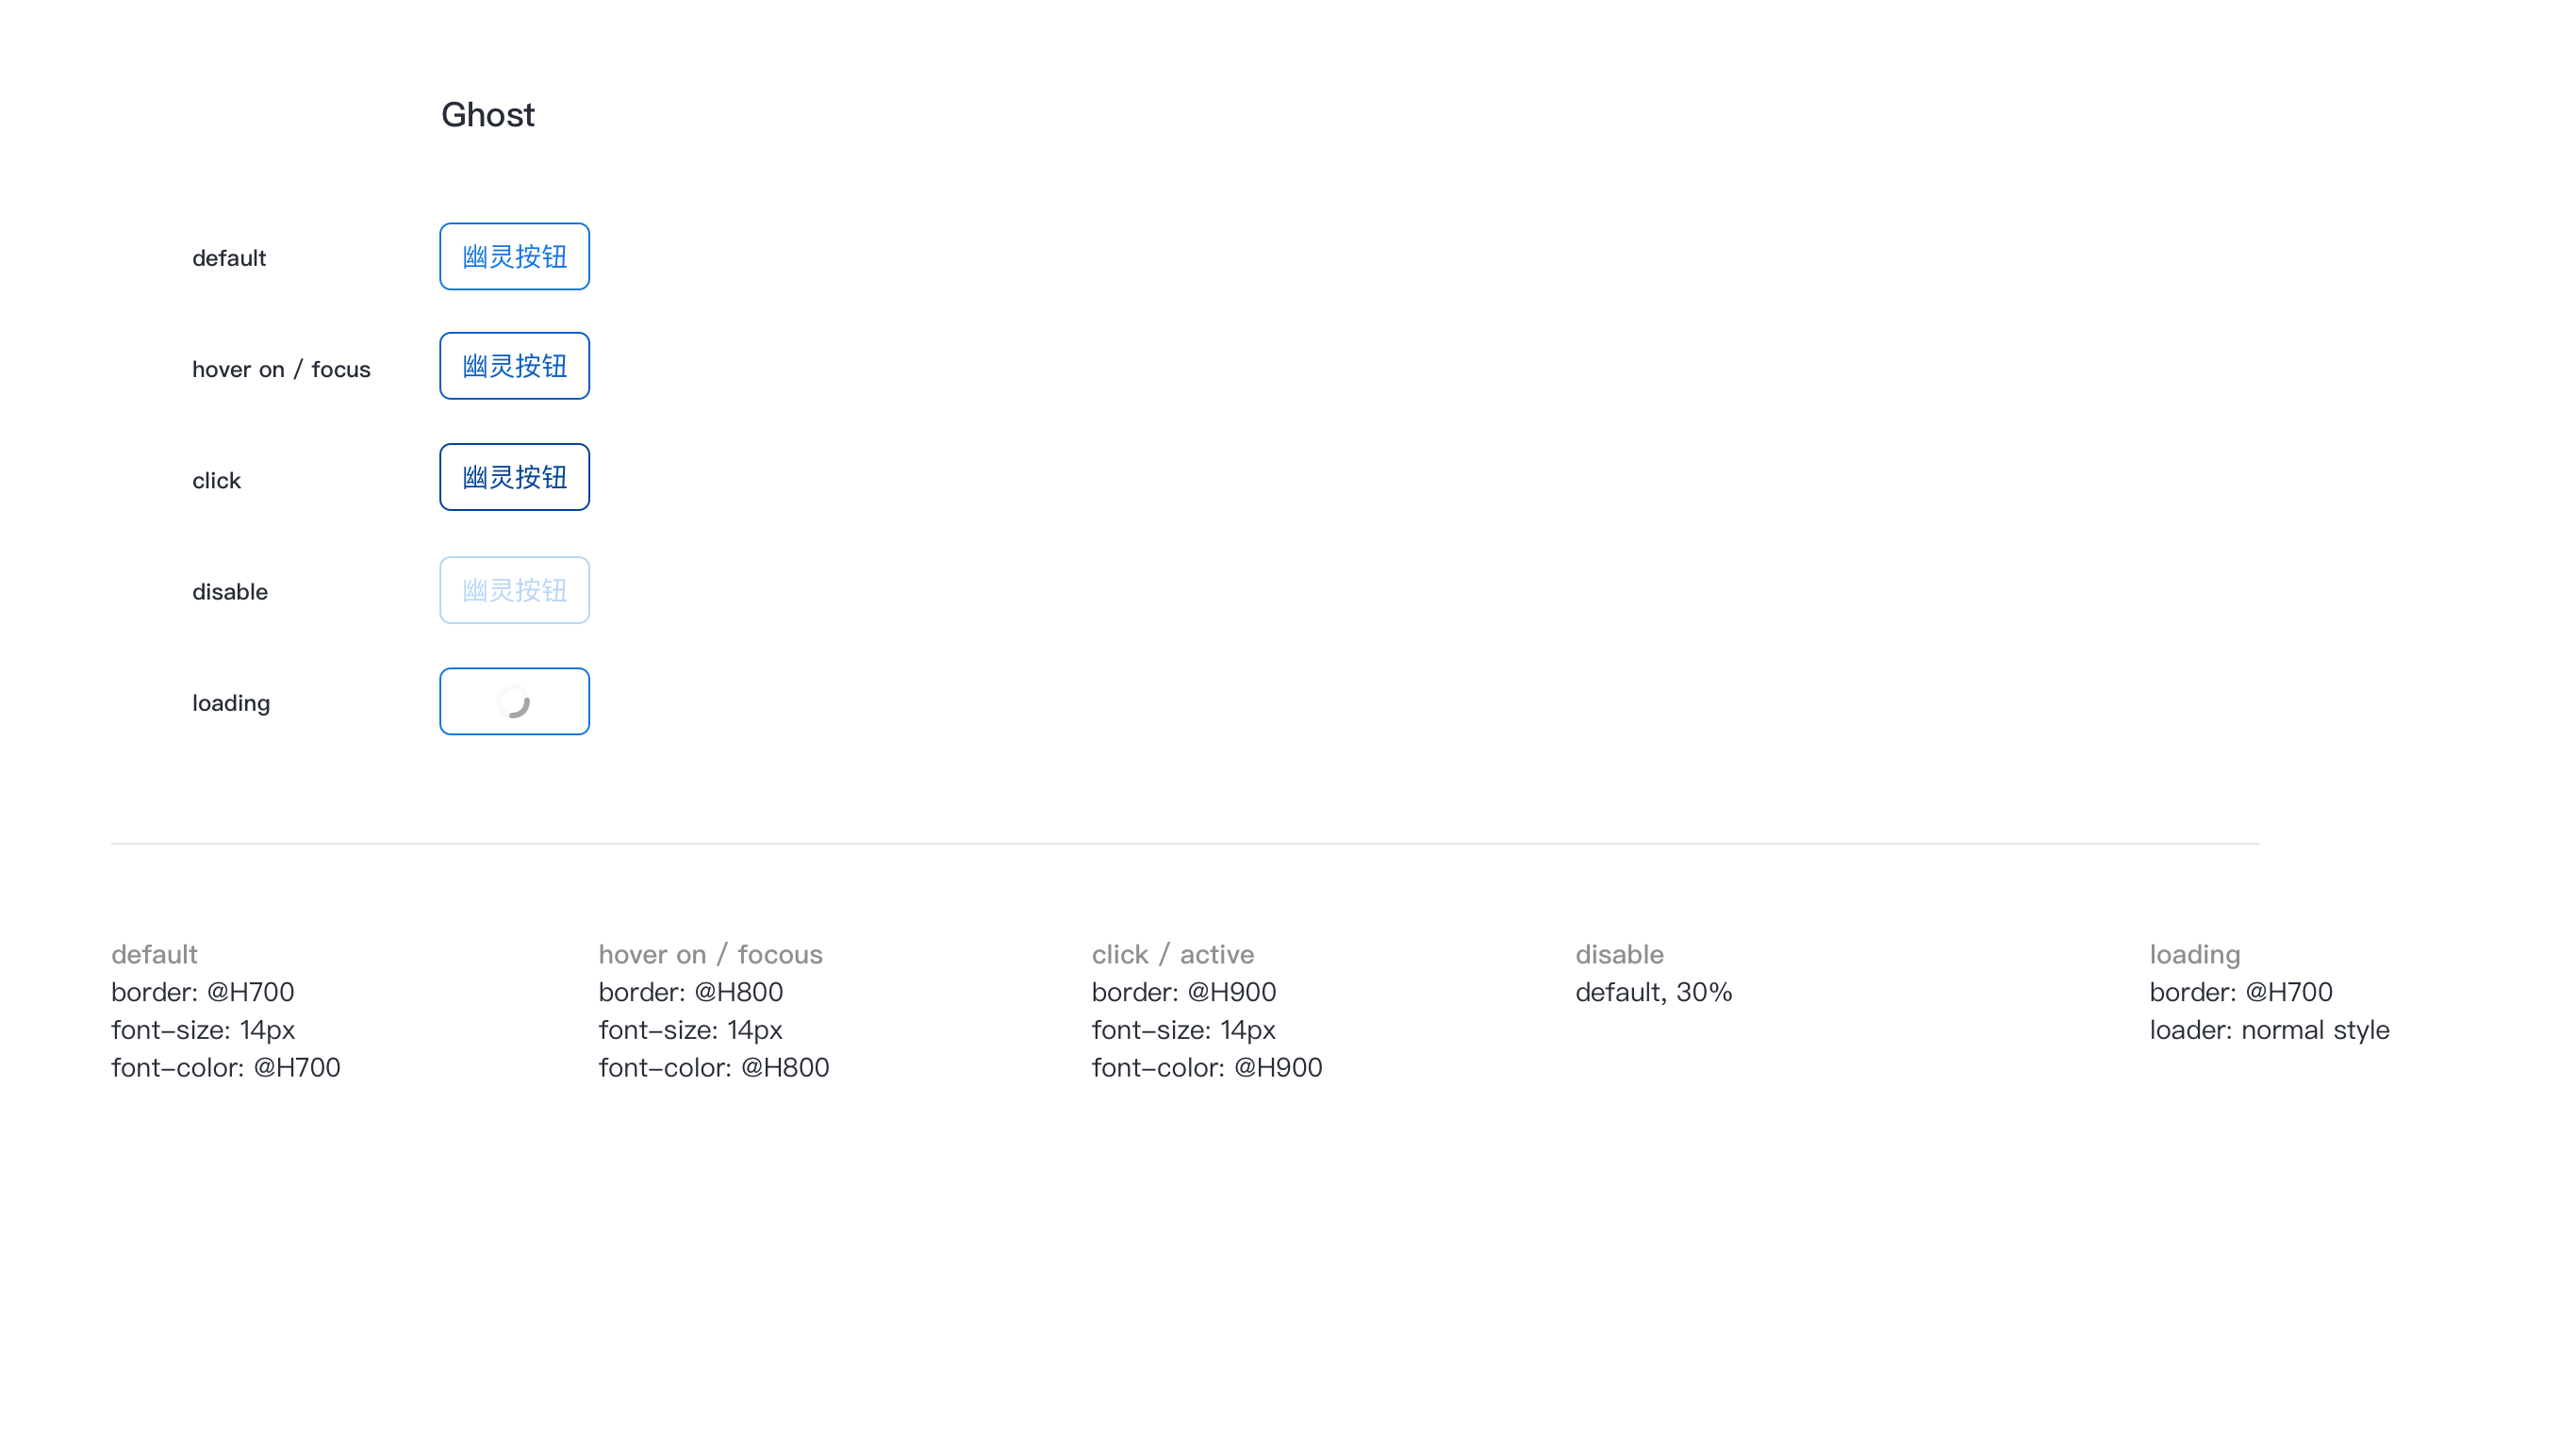 Ghost
default
幽灵按钮
hover on / focus
幽灵按钮
click
幽灵按钮
disable
幽灵按钮
loading
default
border: @H700
font-size: 14px
font-color: @H700
hover on / focous
border: @H800
font-size: 14px
font-color: @H800
click / active
border: @H900
font-size: 14px
font-color: @H900
disable
default, 30%
loading
border: @H700
loader: normal style